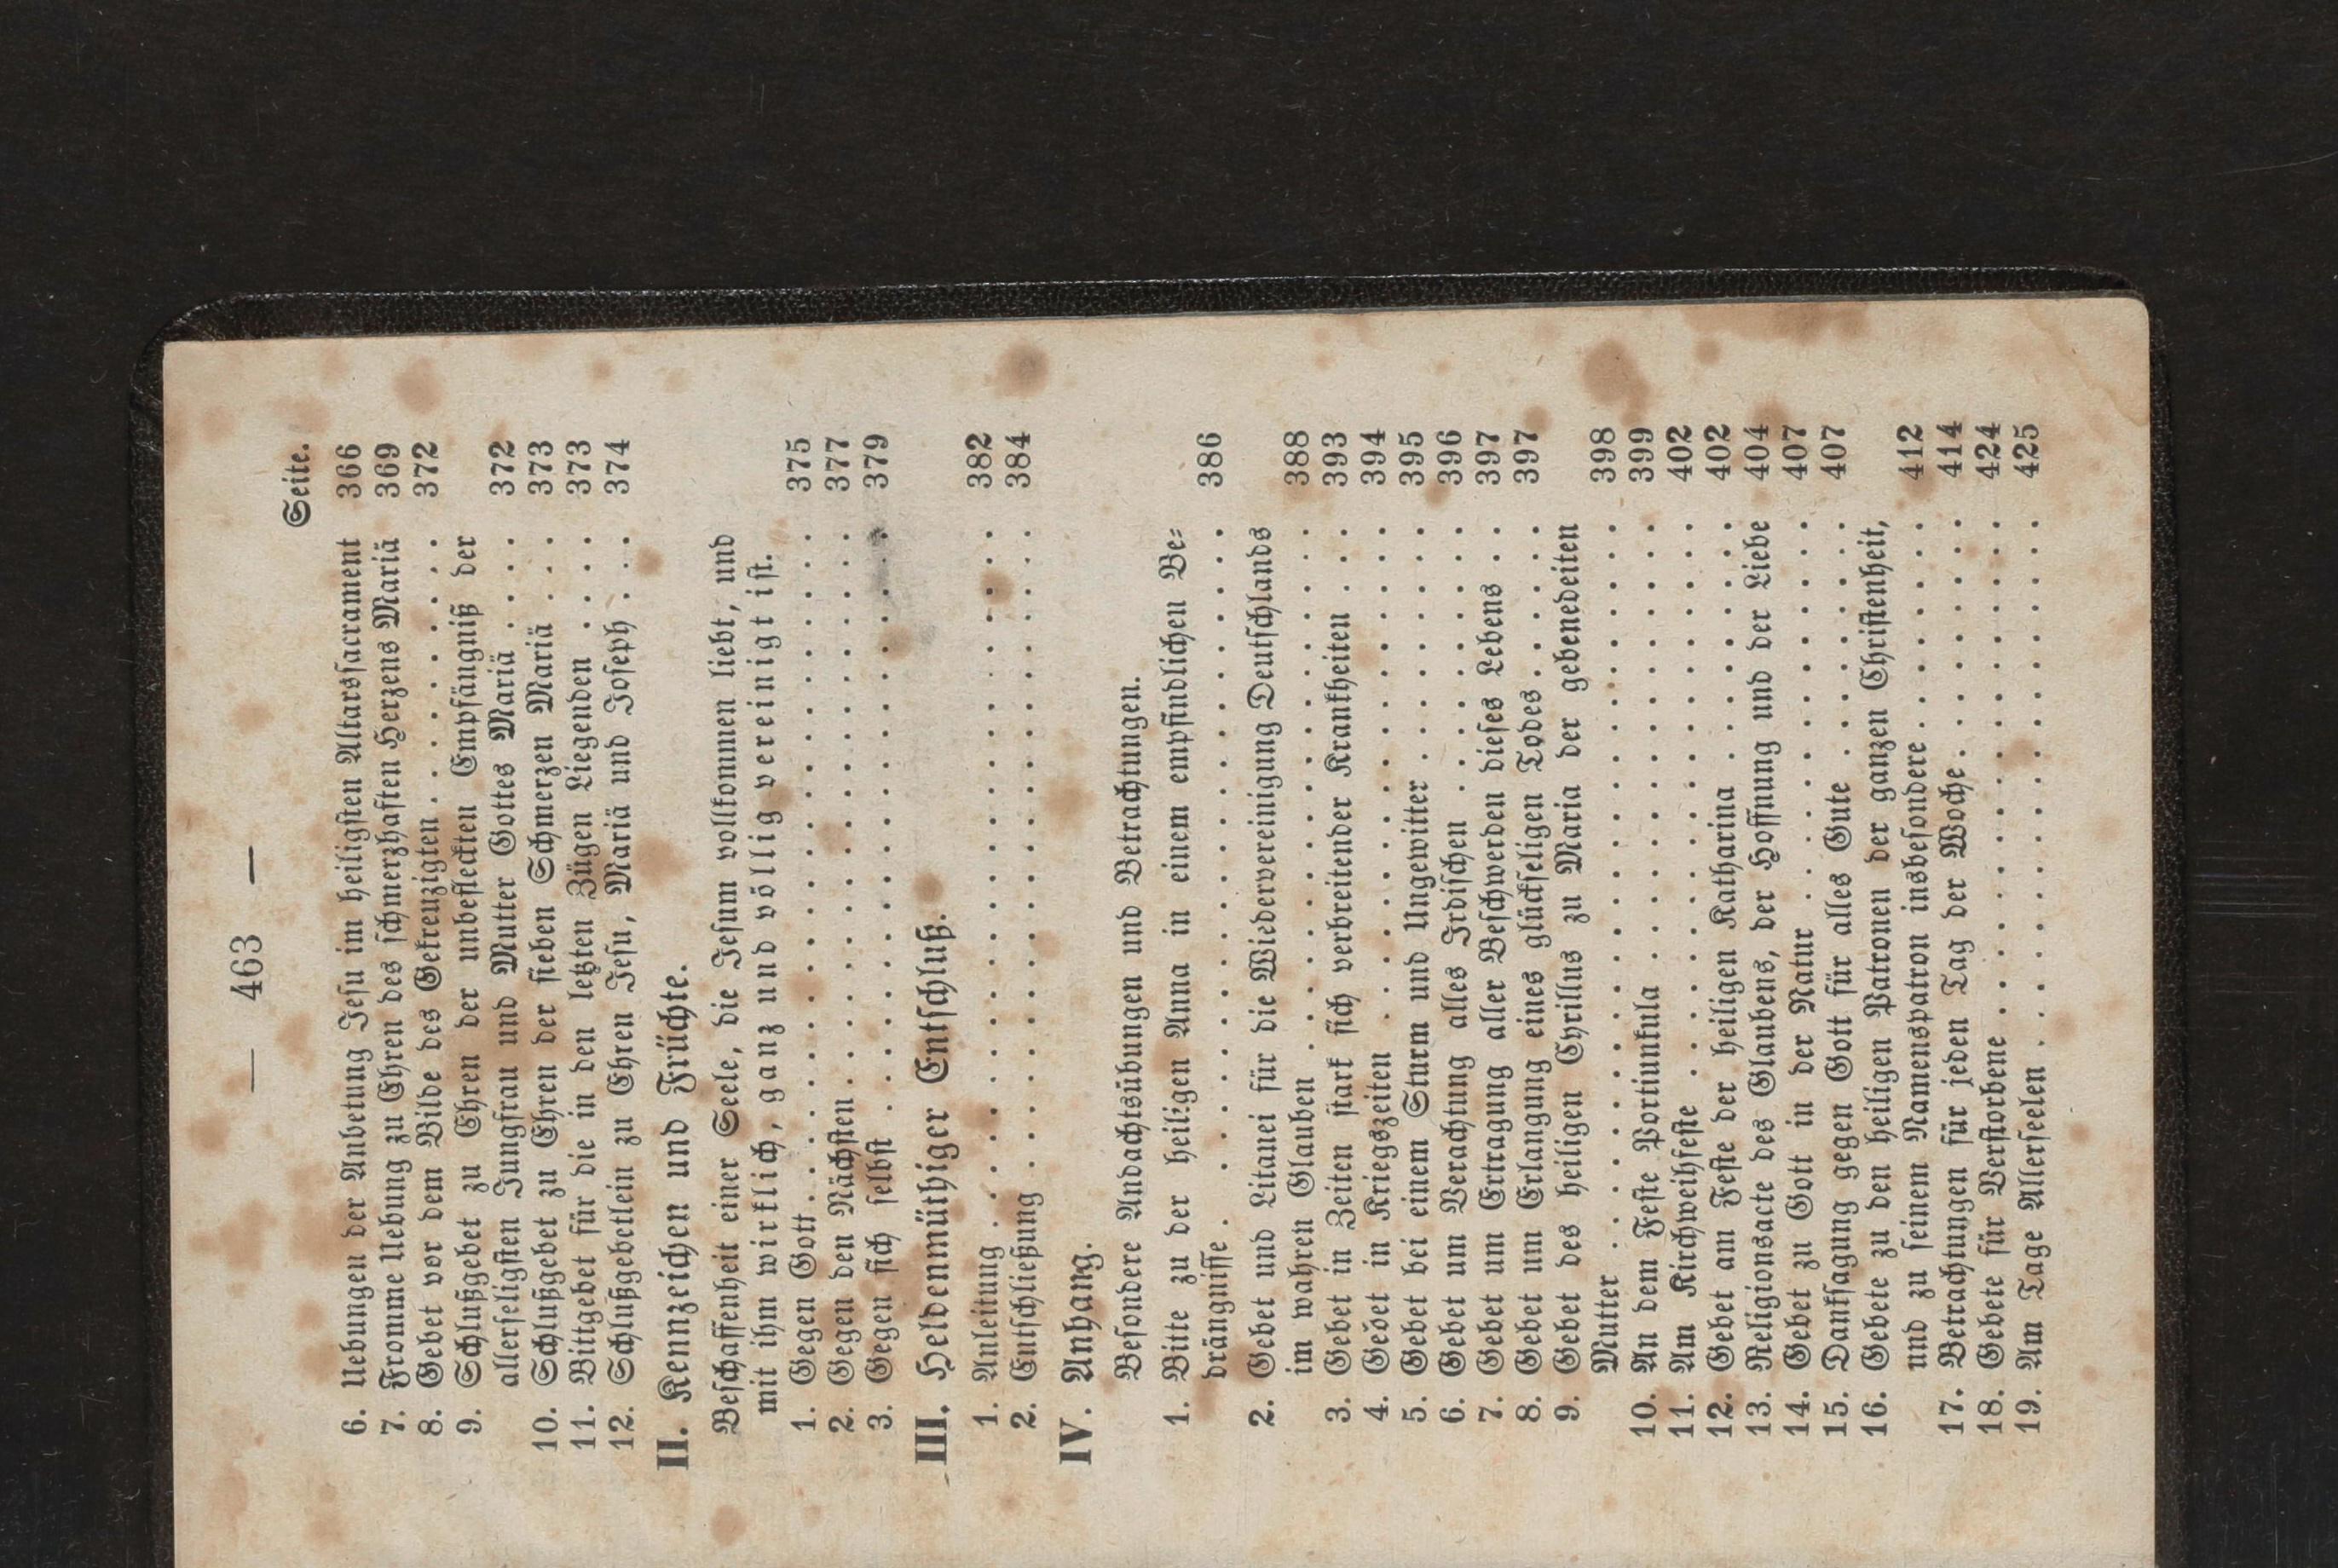 — 463 —
Seite.
6. Uebungen der Anbetung Jesu im heiligsten Altarssacrament 366
7. Fromme Uebung zu Ehren des schmerzhaften Herzens Mariä 369
8. Gebet vor dem Bilde des Gekreuzigten . . . . . . . 372
9. Schlußgebet zu Ehren der unbefleckten Empfängniß der
allerseligsten Jungfrau und Mutter Gottes Mariä . . . . 372
10. Schlußgebet zu Ehren der sieben Schmerzen Mariä . . . 373
11. Bittgebet für die in den letzten Zügen Liegenden . . . . 373
12. Schlußgebetlein zu Ehren Jesu, Mariä und Joseph . . . 374
II. Kennzeichen und Früchte.
Beschaffenheit einer Seele, die Jesum vollkommen liebt, und
mit ihm wirklich, ganz und völlig vereinigt ist.
1. Gegen Gott . . . . . . . . . . . . . . . . . 375
2. Gegen den Nächsten . . . . . . . . . . . . . . 377
3. Gegen sich selbst . . . . . . . . . . . . . . . 379
III. Heldenmüthiger Entschluß.
1. Anleitung . . . . . . . . . . . . . . . . . 382
2. Entschließung . . . . . . . . . . . . . . . . 384
IV. Anhang.
Besondere Andachtsübungen und Betrachtungen.
1. Bitte zu der heiligen Anna in einem empfindlichen Be-
drängnisse . . . . . . . . . . . . . . . . . 386
2. Gebet und Litanei für die Wiedervereinigung Deutschlands
im wahren Glauben . . . . . . . . . . . . . . 388
3. Gebet in Zeiten stark sich verbreitender Krankheiten . . . 393
4. Gebet in Kriegszeiten . . . . . . . . . . . . . 394
5. Gebet bei einem Sturm und Ungewitter . . . . . . . 395
6. Gebet um Verachtung alles Irdischen . . . . . . . . 396
7. Gebet um Ertragung aller Beschwerden dieses Lebens . . 397
8. Gebet um Erlangung eines glückseligen Todes . . . . . 397
9. Gebet des heiligen Cyrillus zu Maria der gebenedeiten
Mutter . . . . . . . . . . . . . . . . . . 398
10. An dem Feste Portiunkula . . . . . . . . . . . . 399
11. Am Kirchweihfeste . . . . . . . . . . . . . . 402
12. Gebet am Feste der heiligen Katharina . . . . . . . 402
13. Religionsacte des Glaubens, der Hoffnung und der Liebe 404
14. Gebet zu Gott in der Natur . . . . . . . . . . . 407
15. Danksagung gegen Gott für alles Gute . . . . . . . 407
16. Gebete zu den heiligen Patronen der ganzen Christenheit,
und zu seinem Namenspatron insbesondere . . . . . . 412
17. Betrachtungen für jeden Tag der Woche . . . . . . . 414
18. Gebete für Verstorbene . . . . . . . . . . . . . 424
19. Am Tage Allerseelen . . . . . . . . . . . . . . 425